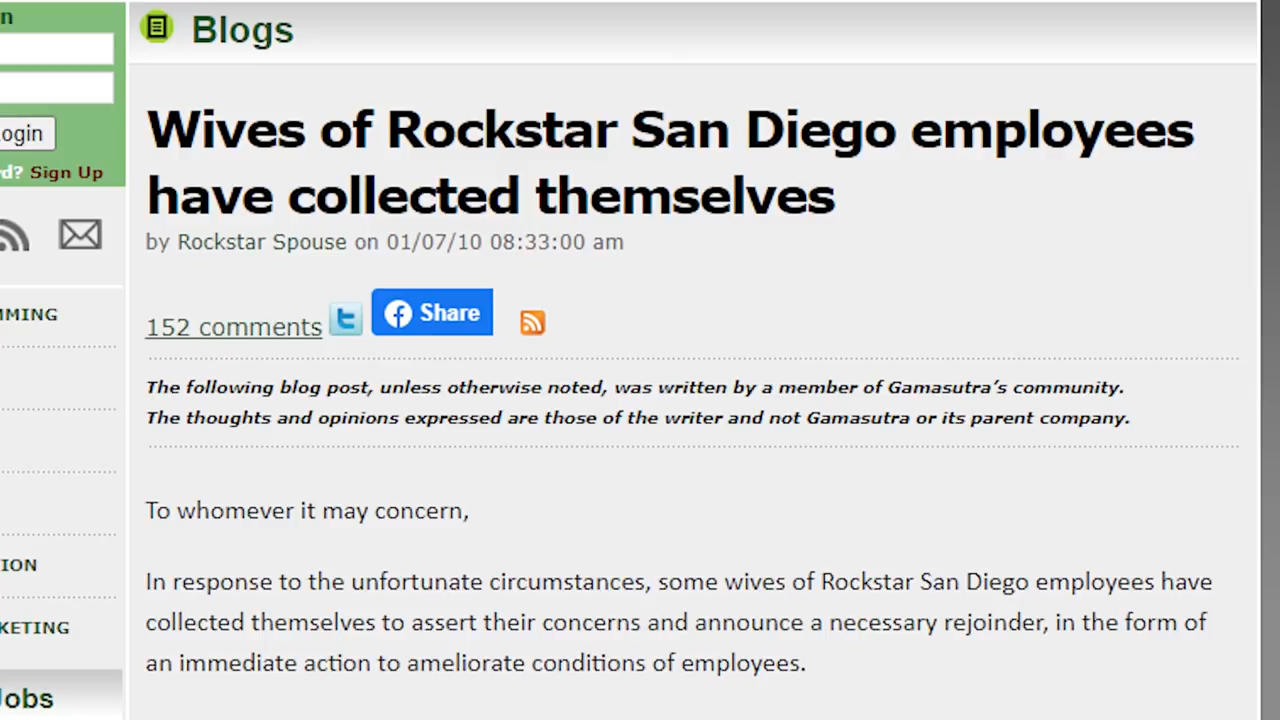 n
Blogs
ogin
d? Sign Up
Wives of Rockstar San Diego employees
have collected themselves
by Rockstar Spouse on 01/07/10 08:33:00 am
MMING
152 comments
Share
The following blog post, unless otherwise noted, was written by a member of Gamasutra’s community.
The thoughts and opinions expressed are those of the writer and not Gamasutra or its parent company.
To whomever it may concern,
ION
In response to the unfortunate circumstances, some wives of Rockstar San Diego employees have
collected themselves to assert their concerns and announce a necessary rejoinder, in the form of
an immediate action to ameliorate conditions of employees.
KETING
Jobs